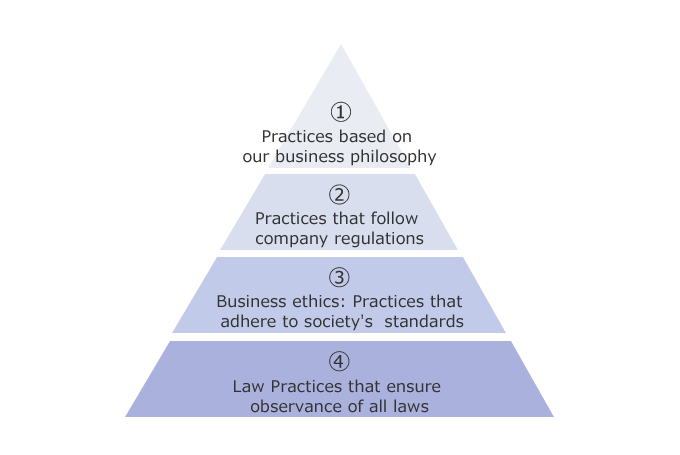 ①
Practices based on
our business philosophy
②
Practices that follow
company regulations
③
Business ethics: Practices that
adhere to society's  standards
④
Law Practices that ensure
observance of all laws